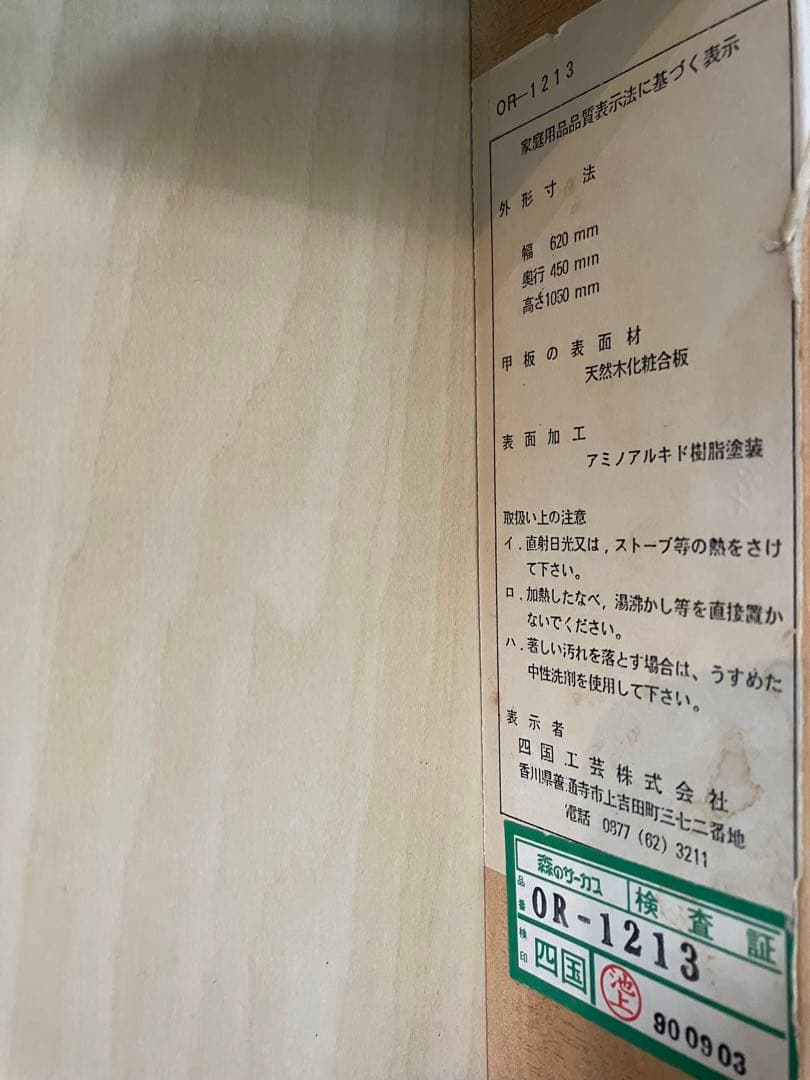 OR-1213
家庭用品品質表示法に基づく表示
外形寸法
幅 620 mm
奥行 450 mm
高さ1050 mm
甲板の表面材
天然木化粧合板
表面加工
アミノアルキド樹脂塗装
取扱い上の注意
イ.直射日光又は,ストーブ等の熱をさけ
て下さい。
ロ.加熱したなべ,湯沸かし等を直接置か
ないでください。
ハ.著しい汚れを落とす場合は、うすめた
中性洗剤を使用して下さい。
表示者
四国工芸株式会社
香川県善通寺市上吉田町三七二番地
電話 0877 (62) 3211
森のサーカス 検査証
品番 OR-1213
検印 四国 池上 900903